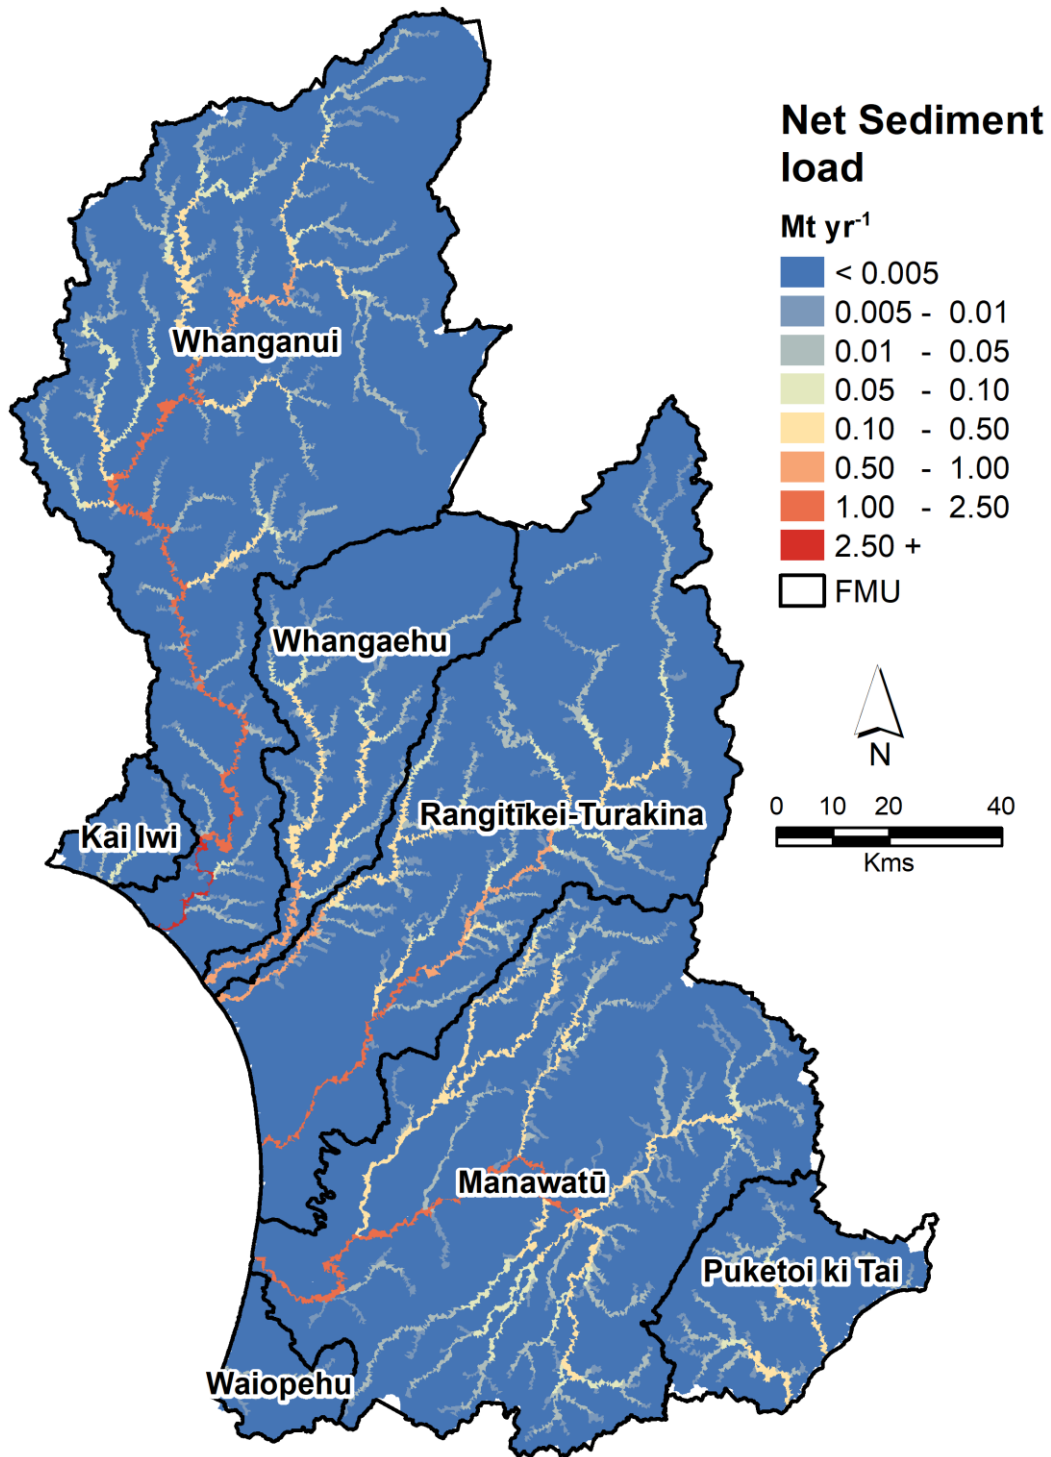 Net Sediment
load
Mt yr⁻¹
< 0.005
0.005 - 0.01
0.01 - 0.05
0.05 - 0.10
0.10 - 0.50
0.50 - 1.00
1.00 - 2.50
2.50 +
FMU
N
0 10 20 40
Kms
Whanganui
Whangaehu
Kai Iwi
Rangitīkei-Turakina
Manawatū
Puketoi ki Tai
Waiopehu